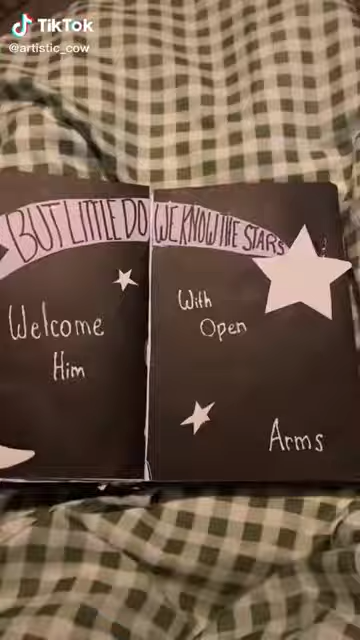 TikTok
@artistic_cow
BUT LITTLE DO WE KNOW THE STARS
Welcome
Him
With
Open
Arms